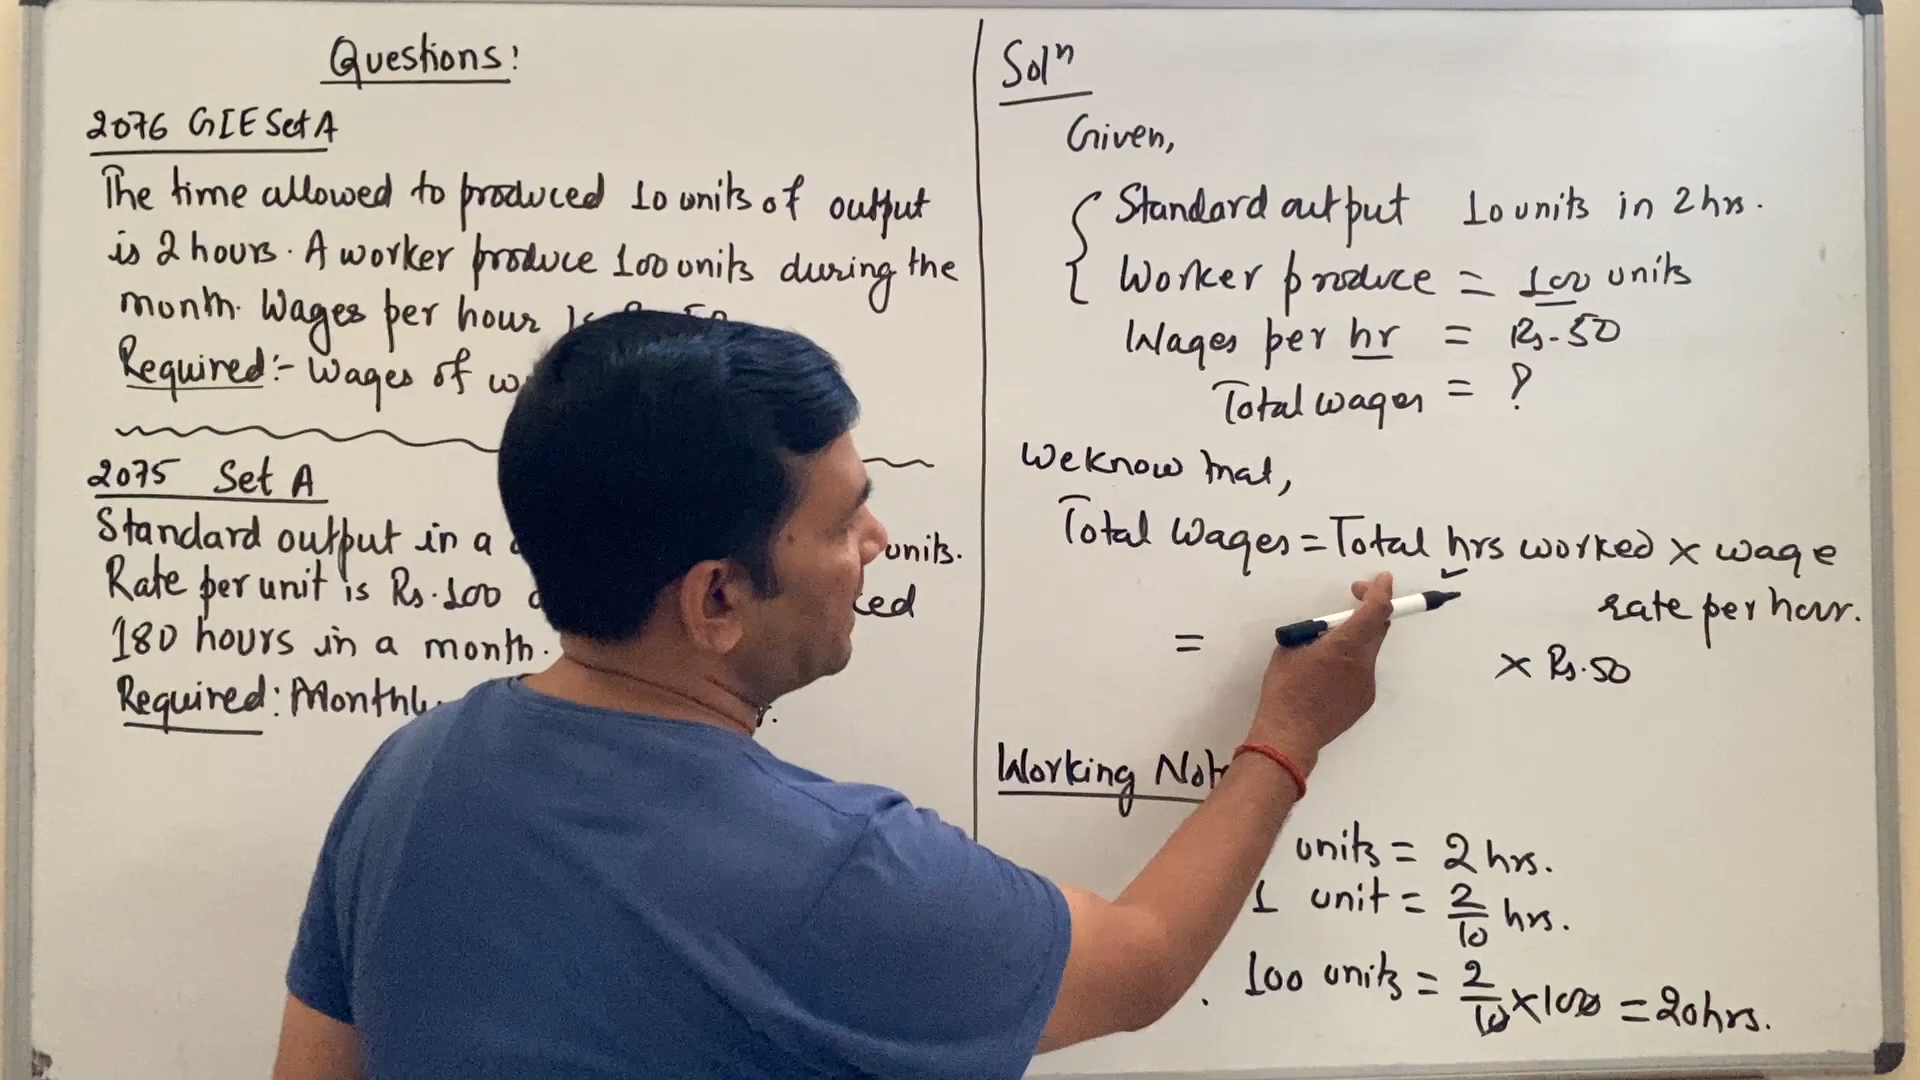 Questions:
2076 GIE Set A
The time allowed to produced 10 units of output
is 2 hours. A worker produce 100 units during the
month. Wages per hour is
Required:- Wages of
2075 Set A
Standard output in a units.
Rate per unit is Rs. 100
180 hours in a month.
Required: Monthly
Solⁿ
Given,
Standard output 10 units in 2 hrs.
Worker produce = 100 units
Wages per hr = Rs. 50
Total wages = ?
We know that,
Total Wages = Total hrs worked × wage
rate per hour.
= × Rs. 50
Working Note
units = 2 hrs.
1 unit = 2/10 hrs.
100 units = 2/10 × 100 = 20 hrs.